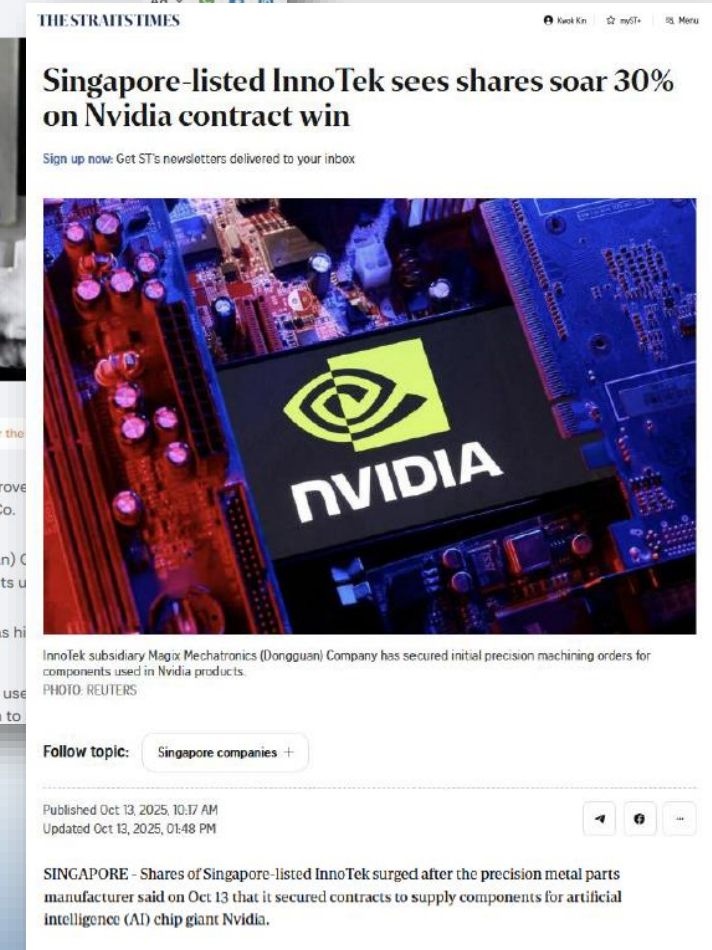 THE STRAITS TIMES
Kwok Kin
myST+
Menu
Singapore-listed InnoTek sees shares soar 30%
on Nvidia contract win
Sign up now: Get ST's newsletters delivered to your inbox
NVIDIA
InnoTek subsidiary Magix Mechatronics (Dongguan) Company has secured initial precision machining orders for
components used in Nvidia products.
PHOTO: REUTERS
Follow topic:
Singapore companies +
Published Oct 13, 2025, 10:17 AM
Updated Oct 13, 2025, 01:48 PM
SINGAPORE - Shares of Singapore-listed InnoTek surged after the precision metal parts
manufacturer said on Oct 13 that it secured contracts to supply components for artificial
intelligence (AI) chip giant Nvidia.